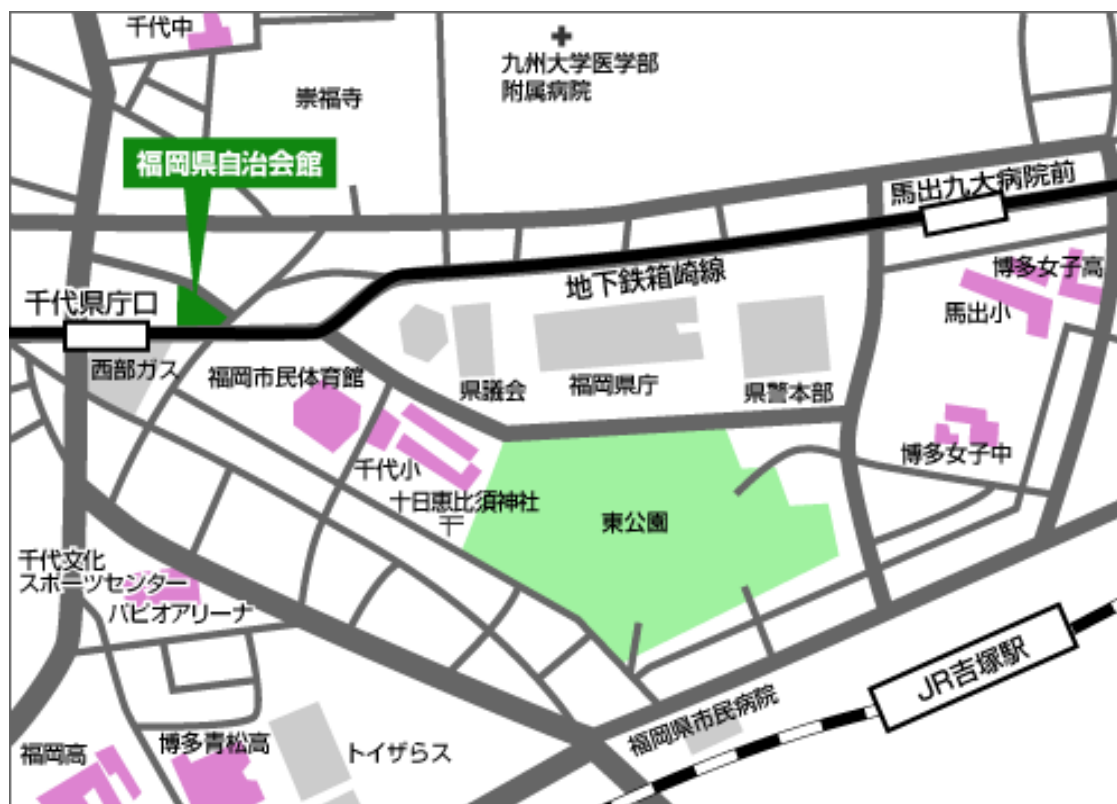 千代中
九州大学医学部
附属病院
崇福寺
福岡県自治会館
馬出九大病院前
地下鉄箱崎線
博多女子高
千代県庁口
馬出小
西部ガス
福岡市民体育館
県議会
福岡県庁
県警本部
千代小
博多女子中
十日恵比須神社
東公園
千代文化
スポーツセンター
パピオアリーナ
JR吉塚駅
福岡県市民病院
福岡高
博多青松高
トイザらス